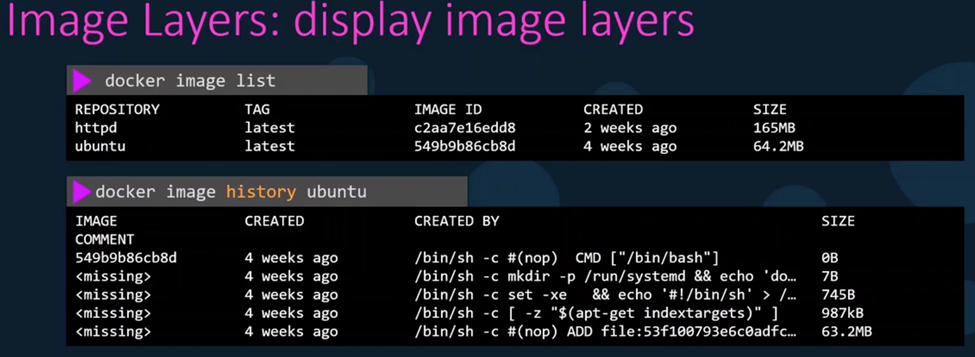 Image Layers: display image layers
docker image list
REPOSITORY TAG IMAGE ID CREATED SIZE
httpd latest c2aa7e16edd8 2 weeks ago 165MB
ubuntu latest 549b9b86cb8d 4 weeks ago 64.2MB
docker image history ubuntu
IMAGE CREATED CREATED BY SIZE
COMMENT
549b9b86cb8d 4 weeks ago /bin/sh -c #(nop) CMD ["/bin/bash"] 0B
<missing> 4 weeks ago /bin/sh -c mkdir -p /run/systemd && echo 'do… 7B
<missing> 4 weeks ago /bin/sh -c set -xe && echo '#!/bin/sh' > /… 745B
<missing> 4 weeks ago /bin/sh -c [ -z "$(apt-get indextargets)" ] 987kB
<missing> 4 weeks ago /bin/sh -c #(nop) ADD file:53f100793e6c0adfc… 63.2MB